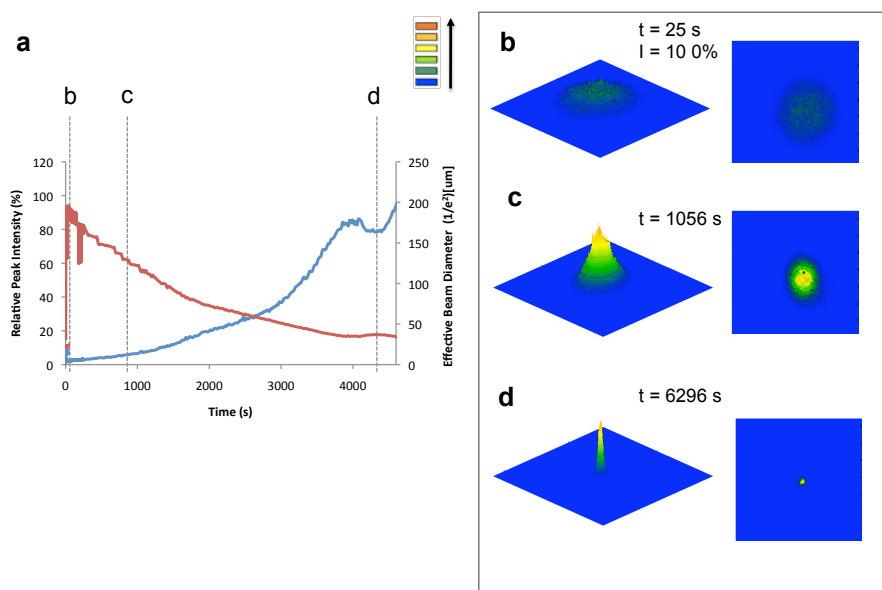 a
b
c
d
120
100
80
60
40
20
0
Relative Peak Intensity (%)
250
200
150
100
50
0
Effective Beam Diameter (1/e²)[um]
0
1000
2000
3000
4000
Time (s)
b
t = 25 s
I = 10 0%
c
t = 1056 s
d
t = 6296 s